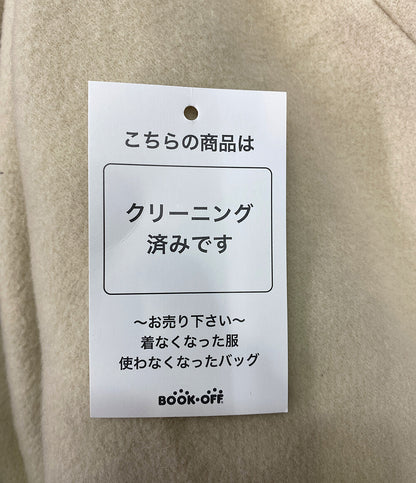 こちらの商品は
クリーニング
済みです
〜お売り下さい〜
着なくなった服
使わなくなったバッグ
BOOK・OFF